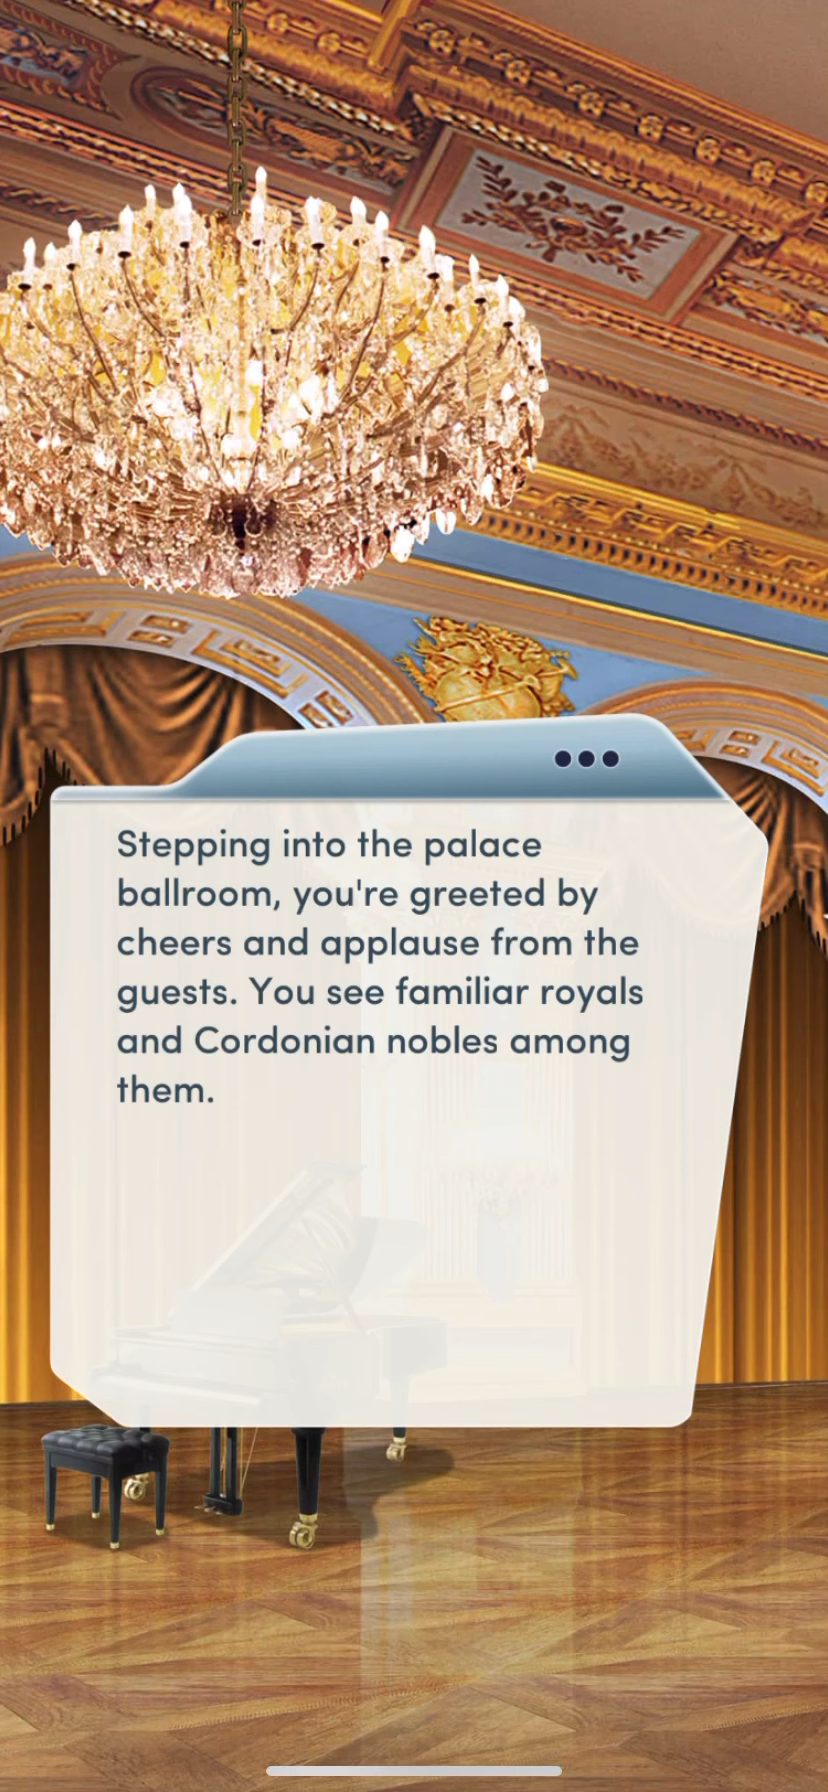 Stepping into the palace
ballroom, you're greeted by
cheers and applause from the
guests. You see familiar royals
and Cordonian nobles among
them.